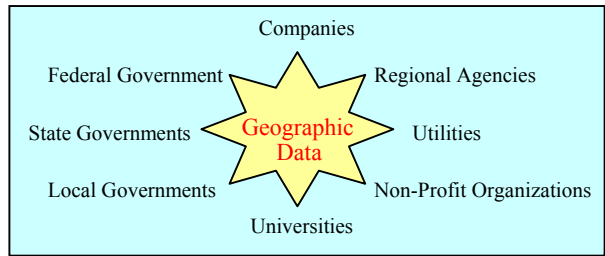 Companies
Federal Government
Regional Agencies
State Governments
Geographic
Data
Utilities
Local Governments
Non-Profit Organizations
Universities